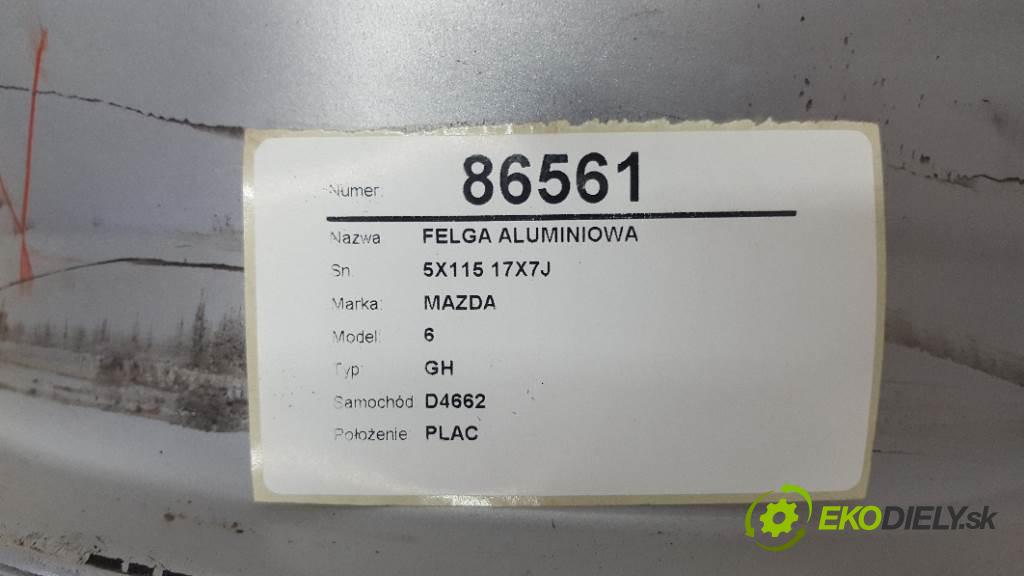 Numer: 86561
Nazwa FELGA ALUMINIOWA
Sn. 5X115 17X7J
Marka: MAZDA
Model: 6
Typ: GH
Samochód D4662
Położenie: PLAC
EKODIELY.sk